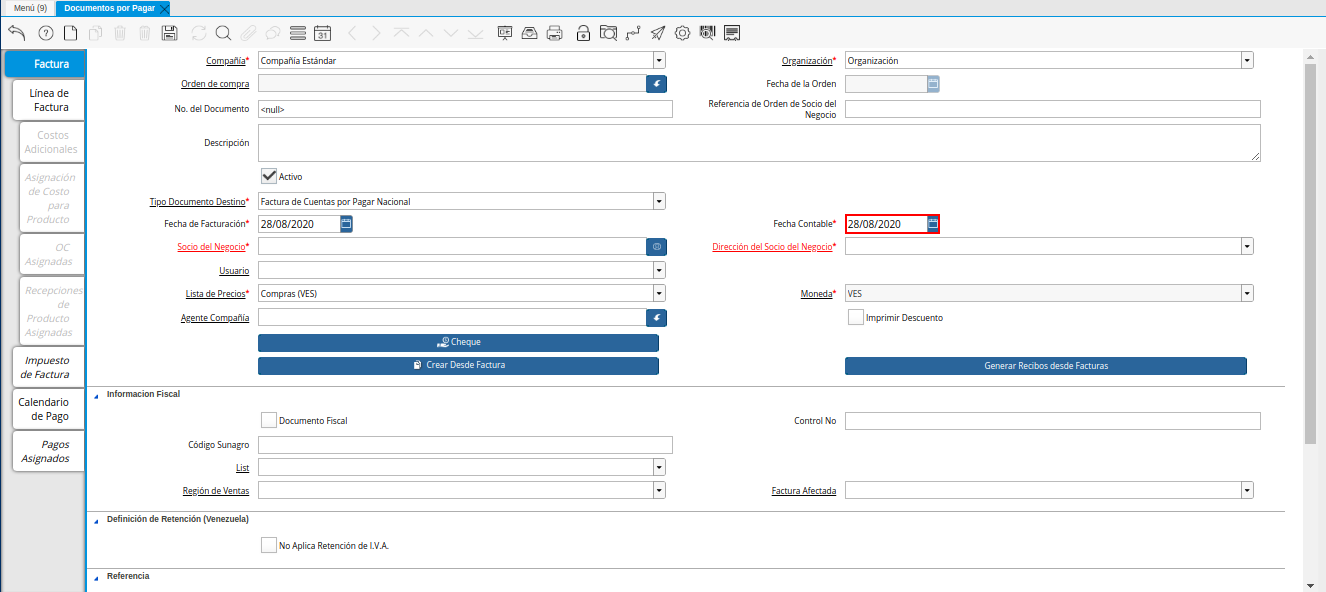 Menú (9)
Documentos por Pagar
31
Factura
Línea de
Factura
Costos
Adicionales
Asignación
de Costo
para
Producto
OC
Asignadas
Recepciones
de
Producto
Asignadas
Impuesto
de Factura
Calendario
de Pago
Pagos
Asignados
Compañía* Compañía Estándar Organización* Organización
Orden de compra Fecha de la Orden
No. del Documento <null> Referencia de Orden de Socio del
Negocio
Descripción
Activo
Tipo Documento Destino* Factura de Cuentas por Pagar Nacional
Fecha de Facturación* 28/08/2020 Fecha Contable* 28/08/2020
Socio del Negocio* Dirección del Socio del Negocio*
Usuario
Lista de Precios* Compras (VES) Moneda* VES
Agente Compañía Imprimir Descuento
Cheque
Crear Desde Factura Generar Recibos desde Facturas
Informacion Fiscal
Documento Fiscal Control No
Código Sunagro
List
Región de Ventas Factura Afectada
Definición de Retención (Venezuela)
No Aplica Retención de I.V.A.
Referencia